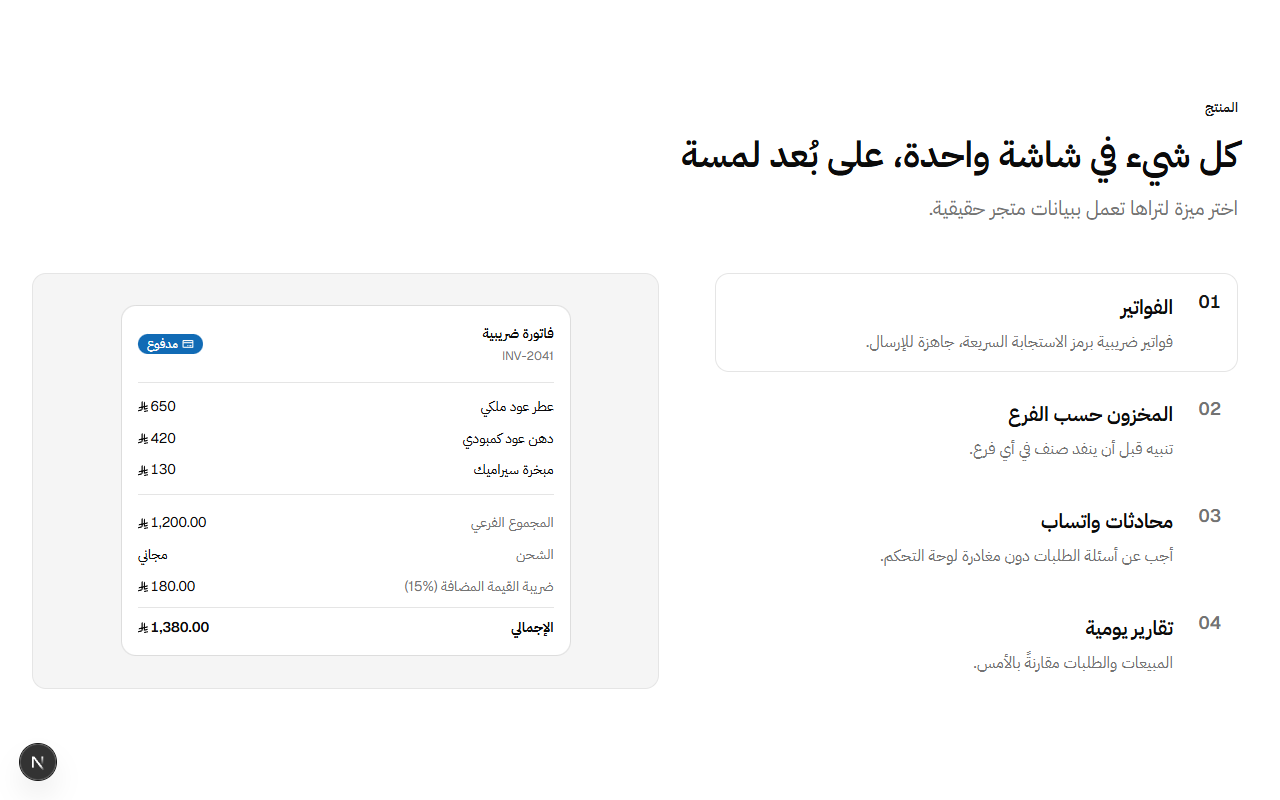 المنتج
كل شيء في شاشة واحدة، على بُعد لمسة
اختر ميزة لتراها تعمل ببيانات متجر حقيقية.
01 الفواتير
فواتير ضريبية برمز الاستجابة السريعة، جاهزة للإرسال.
02 المخزون حسب الفرع
تنبيه قبل أن ينفد صنف في أي فرع.
03 محادثات واتساب
أجب عن أسئلة الطلبات دون مغادرة لوحة التحكم.
04 تقارير يومية
المبيعات والطلبات مقارنةً بالأمس.
فاتورة ضريبية
INV-2041
مدفوع
عطر عود ملكي 650 ⃁
دهن عود كمبودي 420 ⃁
مبخرة سيراميك 130 ⃁
المجموع الفرعي 1,200.00 ⃁
الشحن مجاني
ضريبة القيمة المضافة (15%) 180.00 ⃁
الإجمالي 1,380.00 ⃁
N